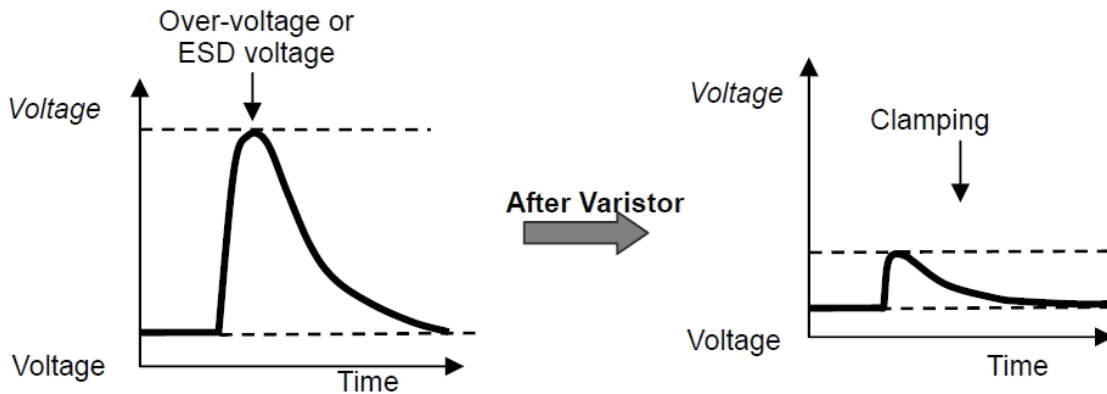 Over-voltage or
ESD voltage
Voltage
Voltage
Time
After Varistor
Voltage
Clamping
Voltage
Time